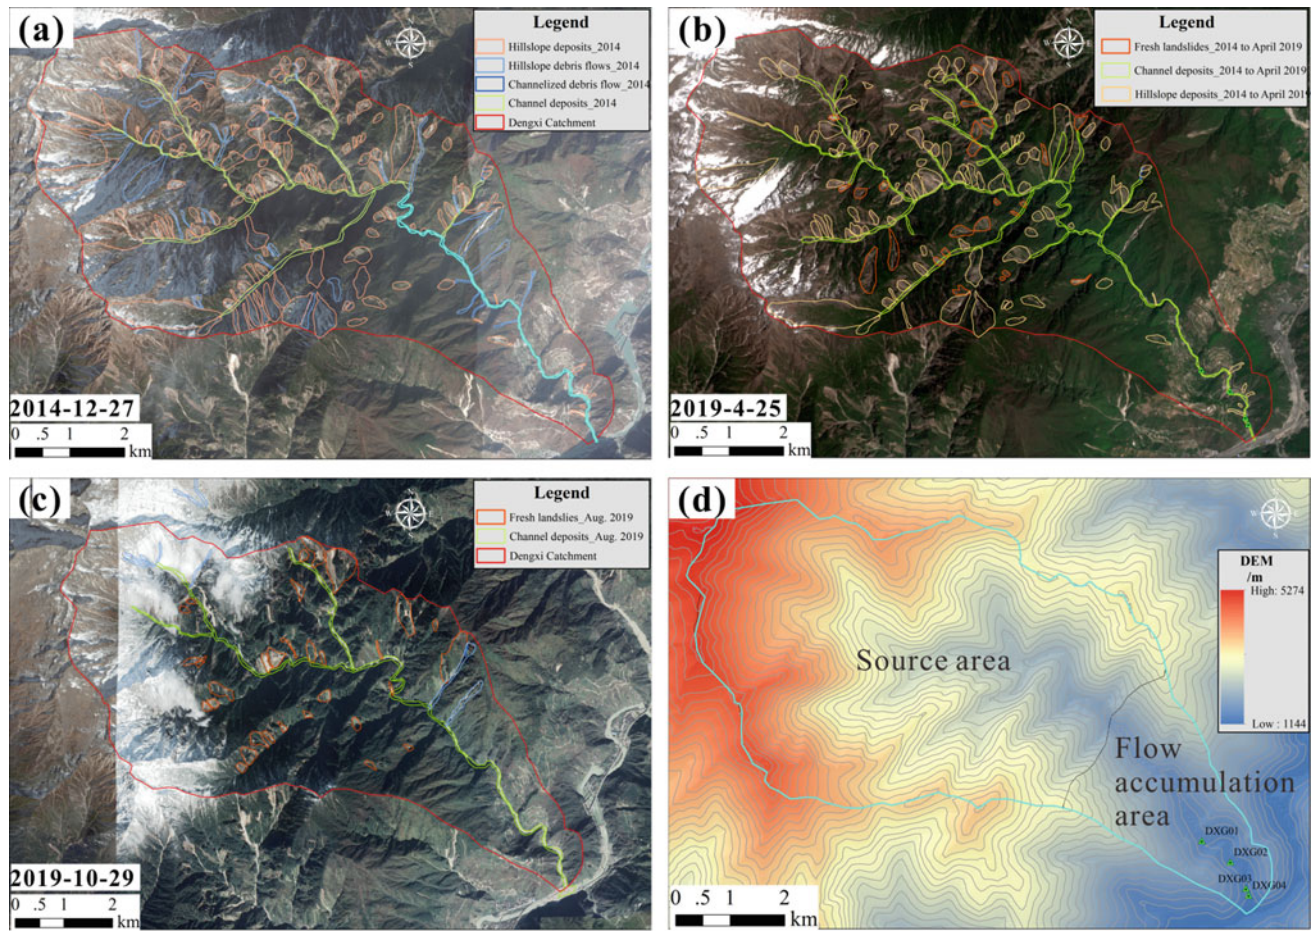 (a)
Legend
Hillslope deposits_2014
Hillslope debris flows_2014
Channelized debris flow_2014
Channel deposits_2014
Dengxi Catchment
N
W E
S
2014-12-27
0 .5 1 2
km
(b)
Legend
Fresh landslides_2014 to April 2019
Channel deposits_2014 to April 2019
Hillslope deposits_2014 to April 2019
N
W E
S
2019-4-25
0 .5 1 2
km
(c)
Legend
Fresh landslies_Aug. 2019
Channel deposits_Aug. 2019
Dengxi Catchment
N
W E
S
2019-10-29
0 .5 1 2
km
(d)
N
W E
S
DEM
/m
High: 5274
Low : 1144
Source area
Flow
accumulation
area
DXG01
DXG02
DXG03
DXG04
0 .5 1 2
km